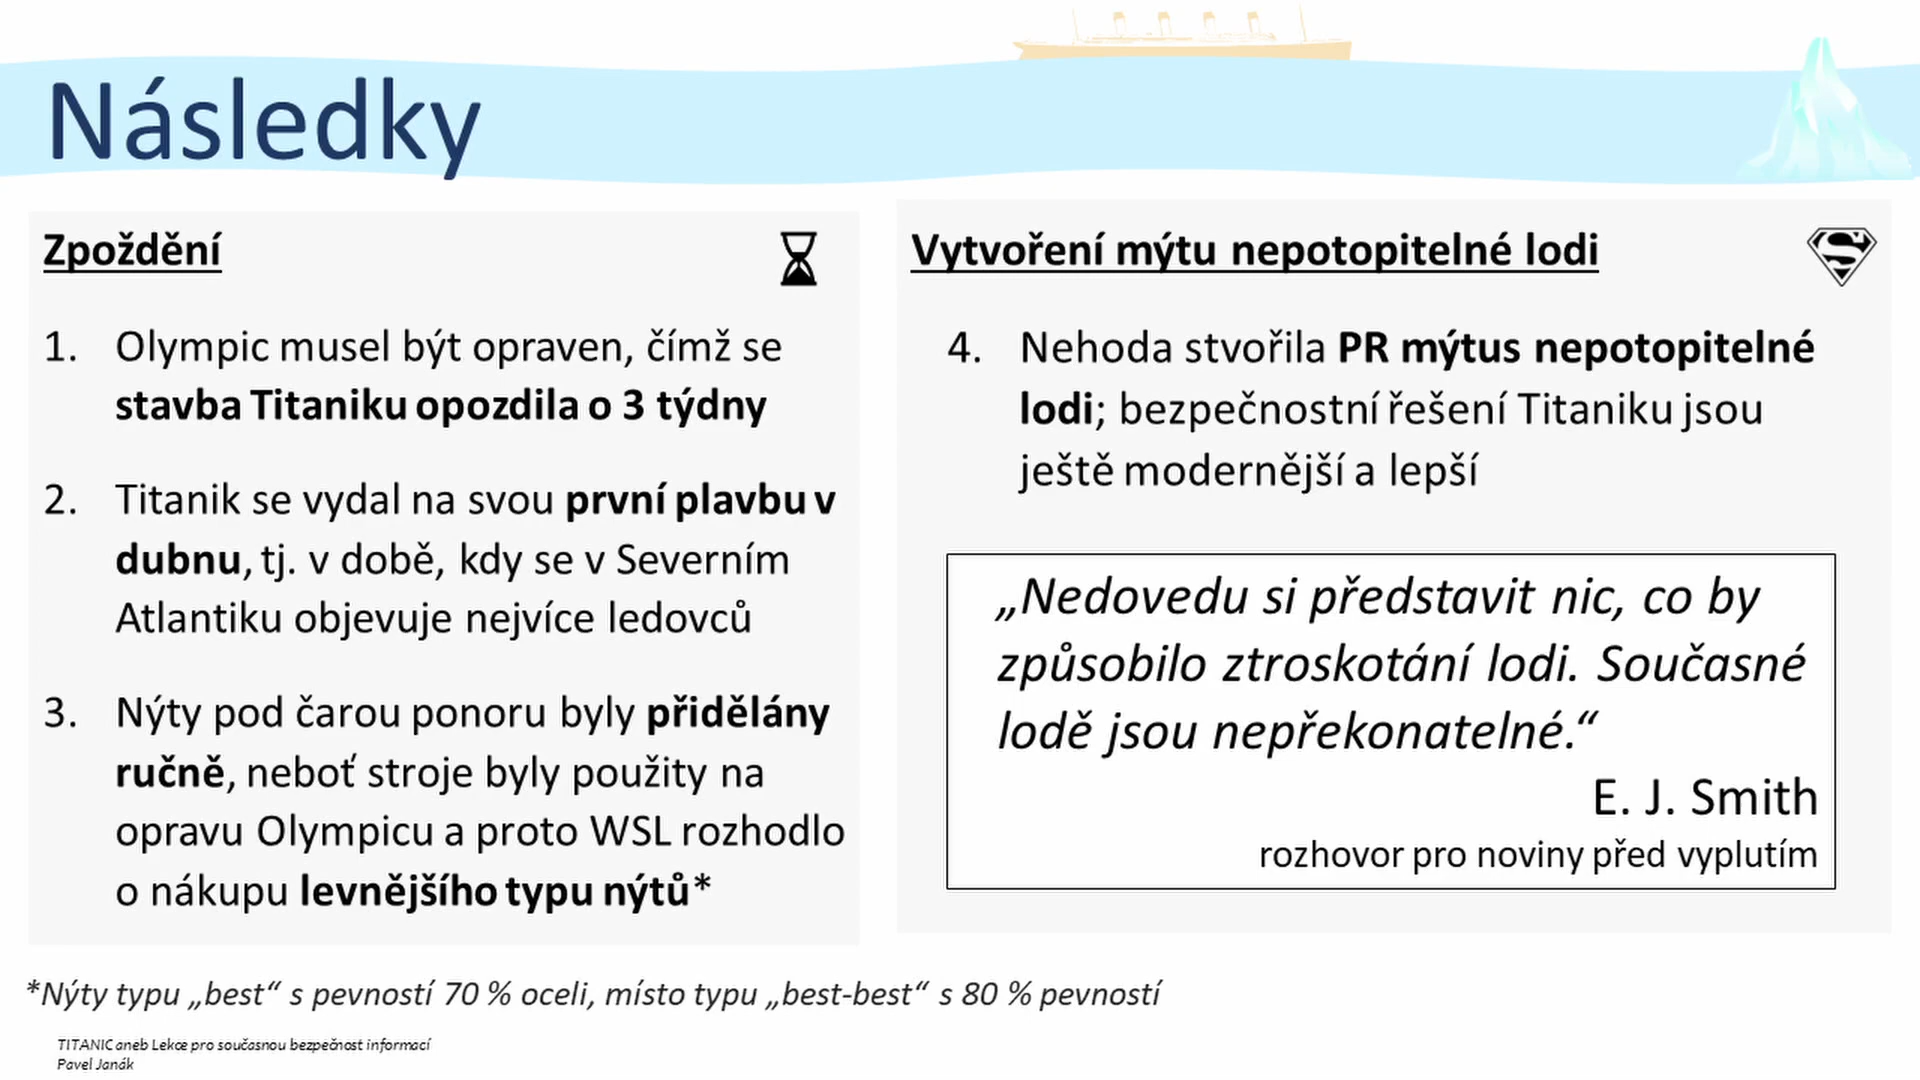 Následky
Zpoždění
1. Olympic musel být opraven, čímž se
stavba Titaniku opozdila o 3 týdny
2. Titanik se vydal na svou první plavbu v
dubnu, tj. v době, kdy se v Severním
Atlantiku objevuje nejvíce ledovců
3. Nýty pod čarou ponoru byly přidělány
ručně, neboť stroje byly použity na
opravu Olympicu a proto WSL rozhodlo
o nákupu levnějšího typu nýtů*
Vytvoření mýtu nepotopitelné lodi
4. Nehoda stvořila PR mýtus nepotopitelné
lodi; bezpečnostní řešení Titaniku jsou
ještě modernější a lepší
„Nedovedu si představit nic, co by
způsobilo ztroskotání lodi. Současné
lodě jsou nepřekonatelné.“
E. J. Smith
rozhovor pro noviny před vyplutím
*Nýty typu „best“ s pevností 70 % oceli, místo typu „best-best“ s 80 % pevností
TITANIC aneb Lekce pro současnou bezpečnost informací
Pavel Janák